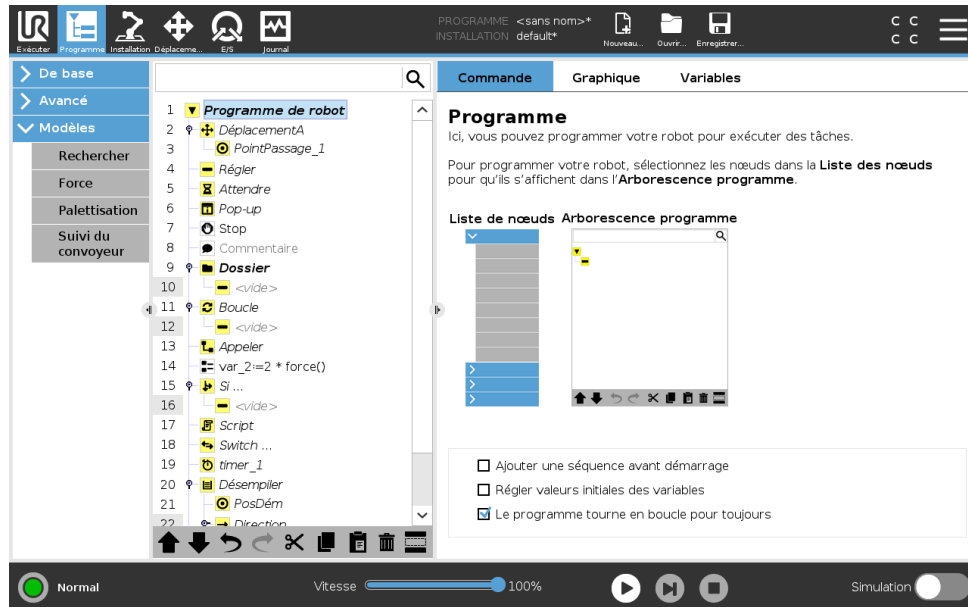 PROGRAMME <sans nom>*
INSTALLATION default*
Exécuter
Programme
Installation
Déplaceme...
E/S
Journal
Nouveau...
Ouvrir...
Enregistrer...
C C
C C
De base
Avancé
Modèles
Rechercher
Force
Palettisation
Suivi du
convoyeur
1 Programme de robot
2 DéplacementA
3 PointPassage_1
4 Régler
5 Attendre
6 Pop-up
7 Stop
8 Commentaire
9 Dossier
10 <vide>
11 Boucle
12 <vide>
13 Appeler
14 var_2:=2 * force()
15 Si ...
16 <vide>
17 Script
18 Switch ...
19 timer_1
20 Désempiler
21 PosDém
22 Direction
Commande Graphique Variables
Programme
Ici, vous pouvez programmer votre robot pour exécuter des tâches.
Pour programmer votre robot, sélectionnez les nœuds dans la Liste des nœuds
pour qu'ils s'affichent dans l'Arborescence programme.
Liste de nœuds Arborescence programme
Ajouter une séquence avant démarrage
Régler valeurs initiales des variables
Le programme tourne en boucle pour toujours
Normal
Vitesse 100%
Simulation